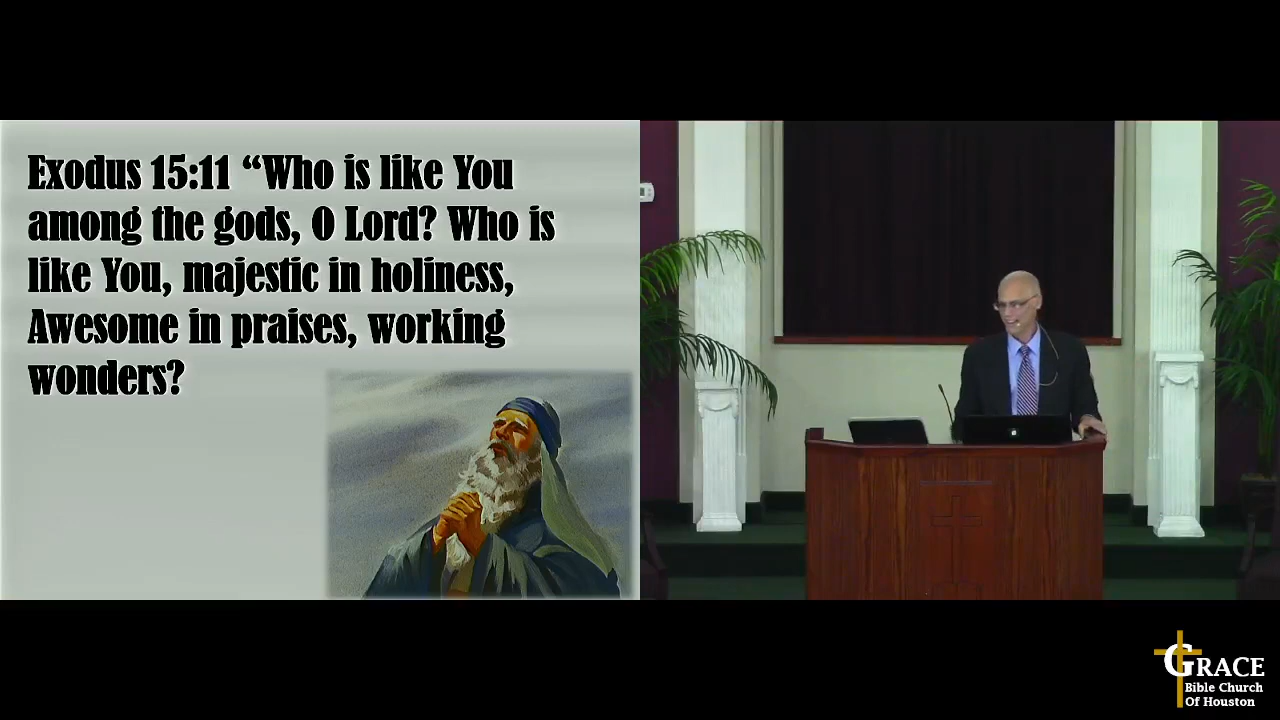 Exodus 15:11 “Who is like You
among the gods, O Lord? Who is
like You, majestic in holiness,
Awesome in praises, working
wonders?
GRACE
Bible Church
Of Houston